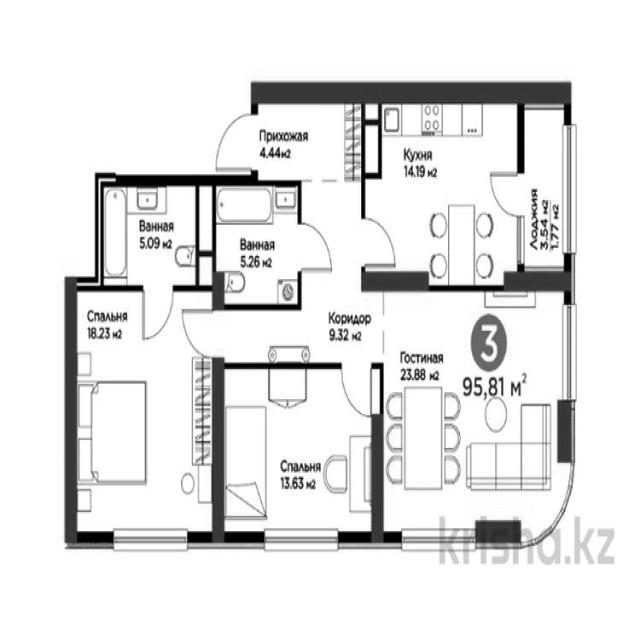 Прихожая
4.44м2
Кухня
14.19 м2
Лоджия
3.54 м2
1.77 м2
Ванная
5.09 м2
Ванная
5.26 м2
Спальня
18.23 м2
Коридор
9.32 м2
Гостиная
23.88 м2
3
95,81 м2
Спальня
13.63 м2
krisha.kz